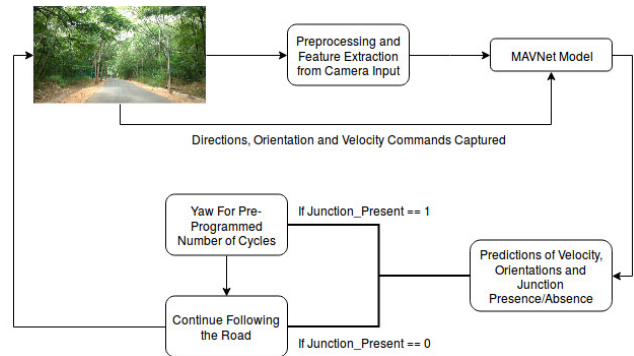 Preprocessing and
Feature Extraction
from Camera Input
MAVNet Model
Directions, Orientation and Velocity Commands Captured
Yaw For Pre-
Programmed
Number of Cycles
If Junction_Present == 1
Predictions of Velocity,
Orientations and
Junction
Presence/Absence
Continue Following
the Road
If Junction_Present == 0